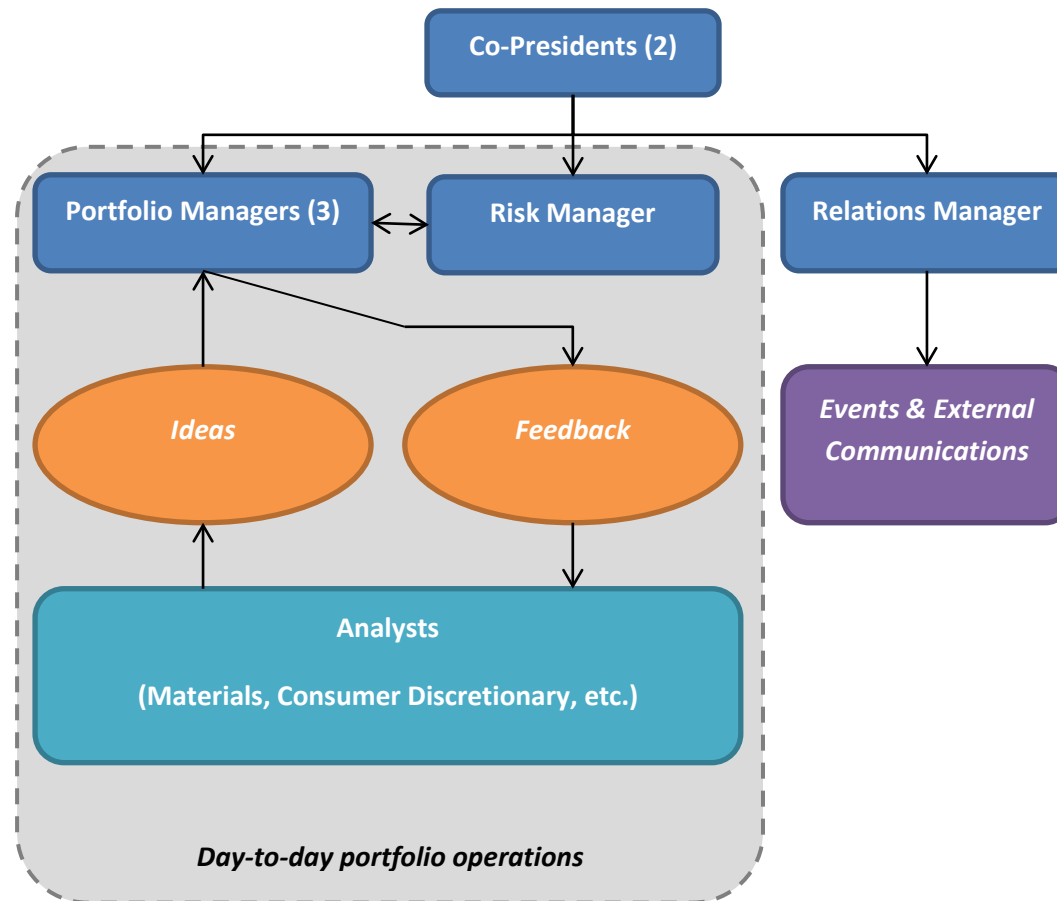 Co-Presidents (2)
Portfolio Managers (3)
Risk Manager
Relations Manager
Ideas
Feedback
Events & External
Communications
Analysts
(Materials, Consumer Discretionary, etc.)
Day-to-day portfolio operations